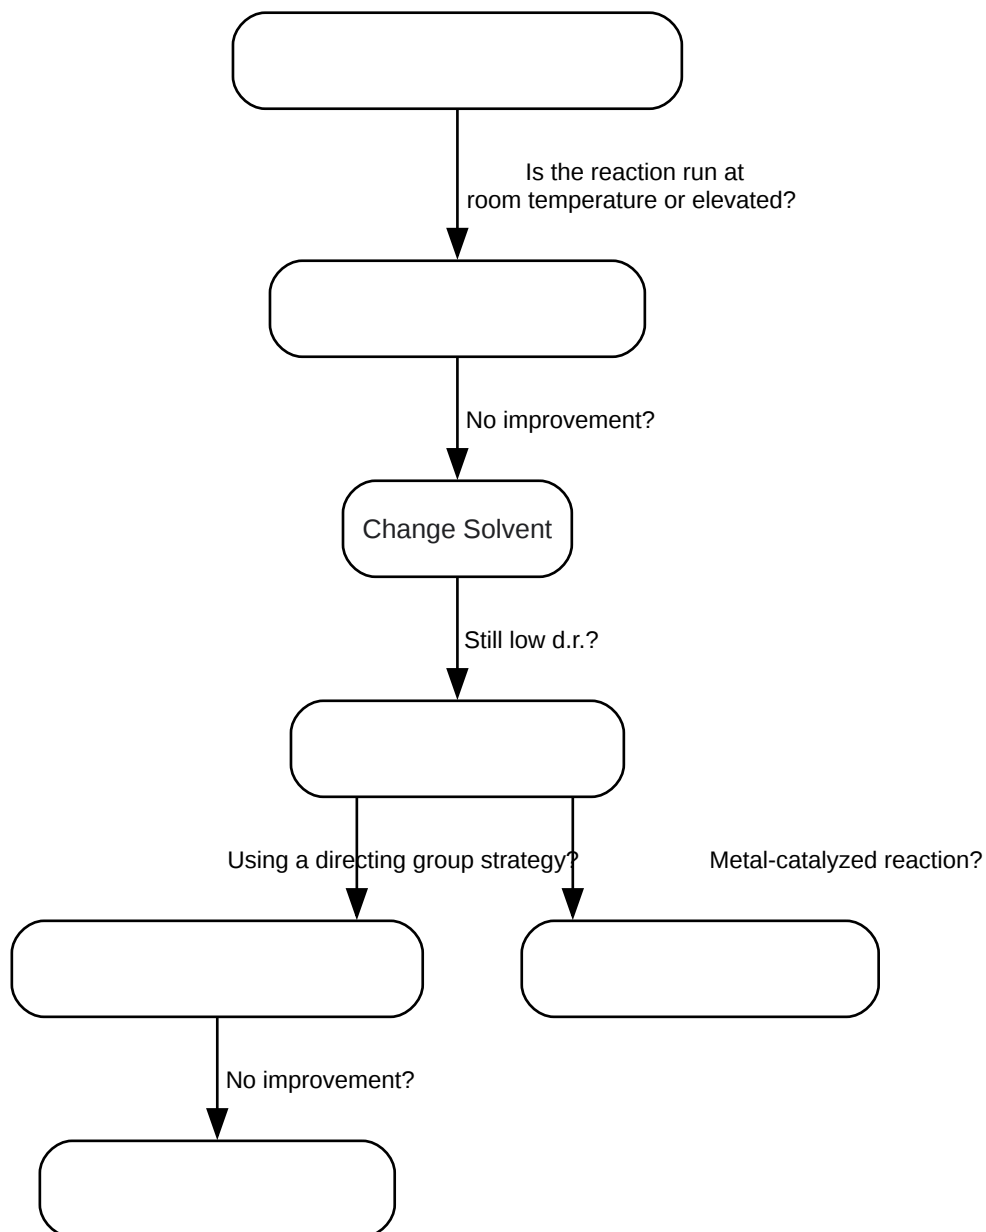 Is the reaction run at
room temperature or elevated?
No improvement?
Change Solvent
Still low d.r.?
Using a directing group strategy?
Metal-catalyzed reaction?
No improvement?